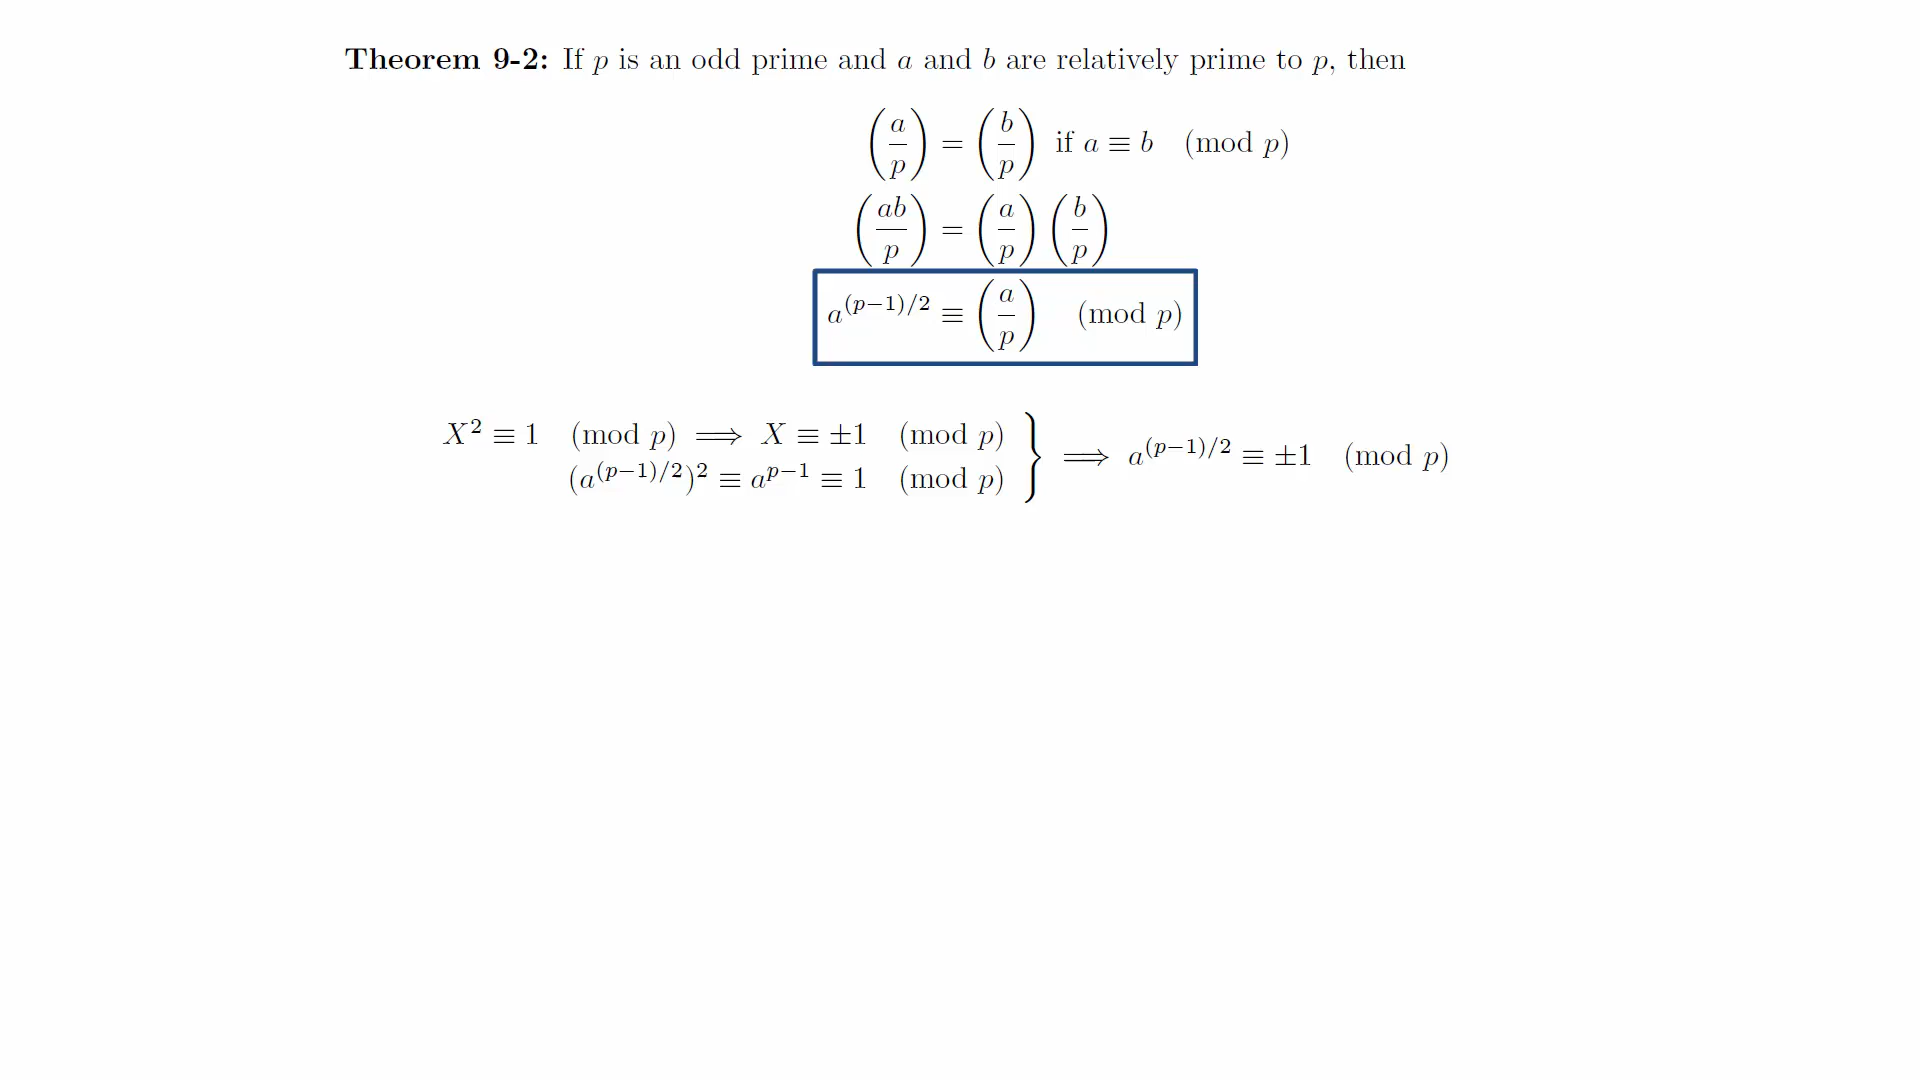 Theorem 9-2: If p is an odd prime and a and b are relatively prime to p, then
(a/p) = (b/p) if a ≡ b (mod p)
(ab/p) = (a/p)(b/p)
a^{(p−1)/2} ≡ (a/p) (mod p)
X² ≡ 1 (mod p) ⟹ X ≡ ±1 (mod p)
(a^{(p−1)/2})² ≡ a^{p−1} ≡ 1 (mod p)
} ⟹ a^{(p−1)/2} ≡ ±1 (mod p)